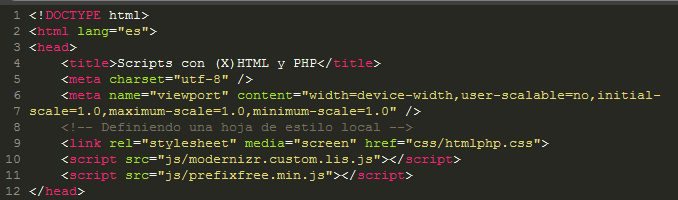 1 <!DOCTYPE html>
2 <html lang="es">
3 <head>
4     <title>Scripts con (X)HTML y PHP</title>
5     <meta charset="utf-8" />
6     <meta name="viewport" content="width=device-width,user-scalable=no,initial-
7 scale=1.0,maximum-scale=1.0,minimum-scale=1.0" />
8     <!-- Definiendo una hoja de estilo local -->
9     <link rel="stylesheet" media="screen" href="css/htmlphp.css">
10     <script src="js/modernizr.custom.lis.js"></script>
11     <script src="js/prefixfree.min.js"></script>
12 </head>